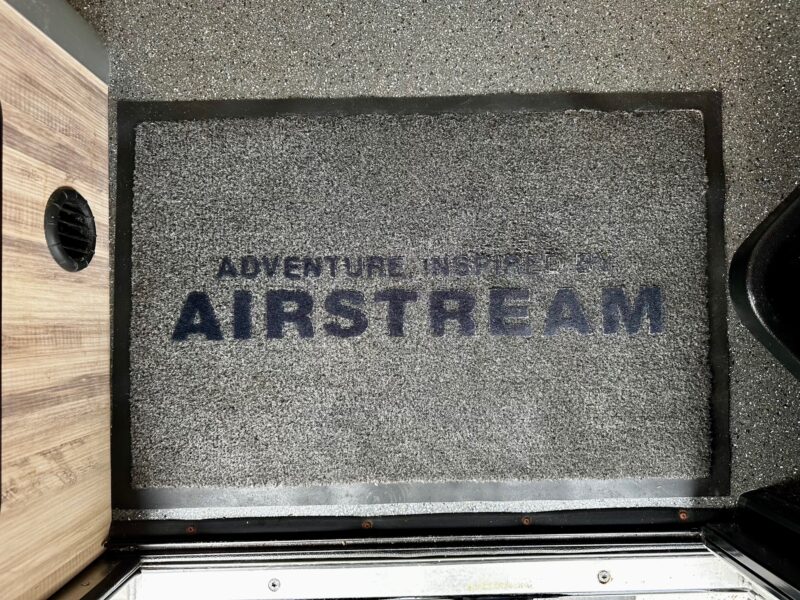 ADVENTURE INSPIRED BY
AIRSTREAM